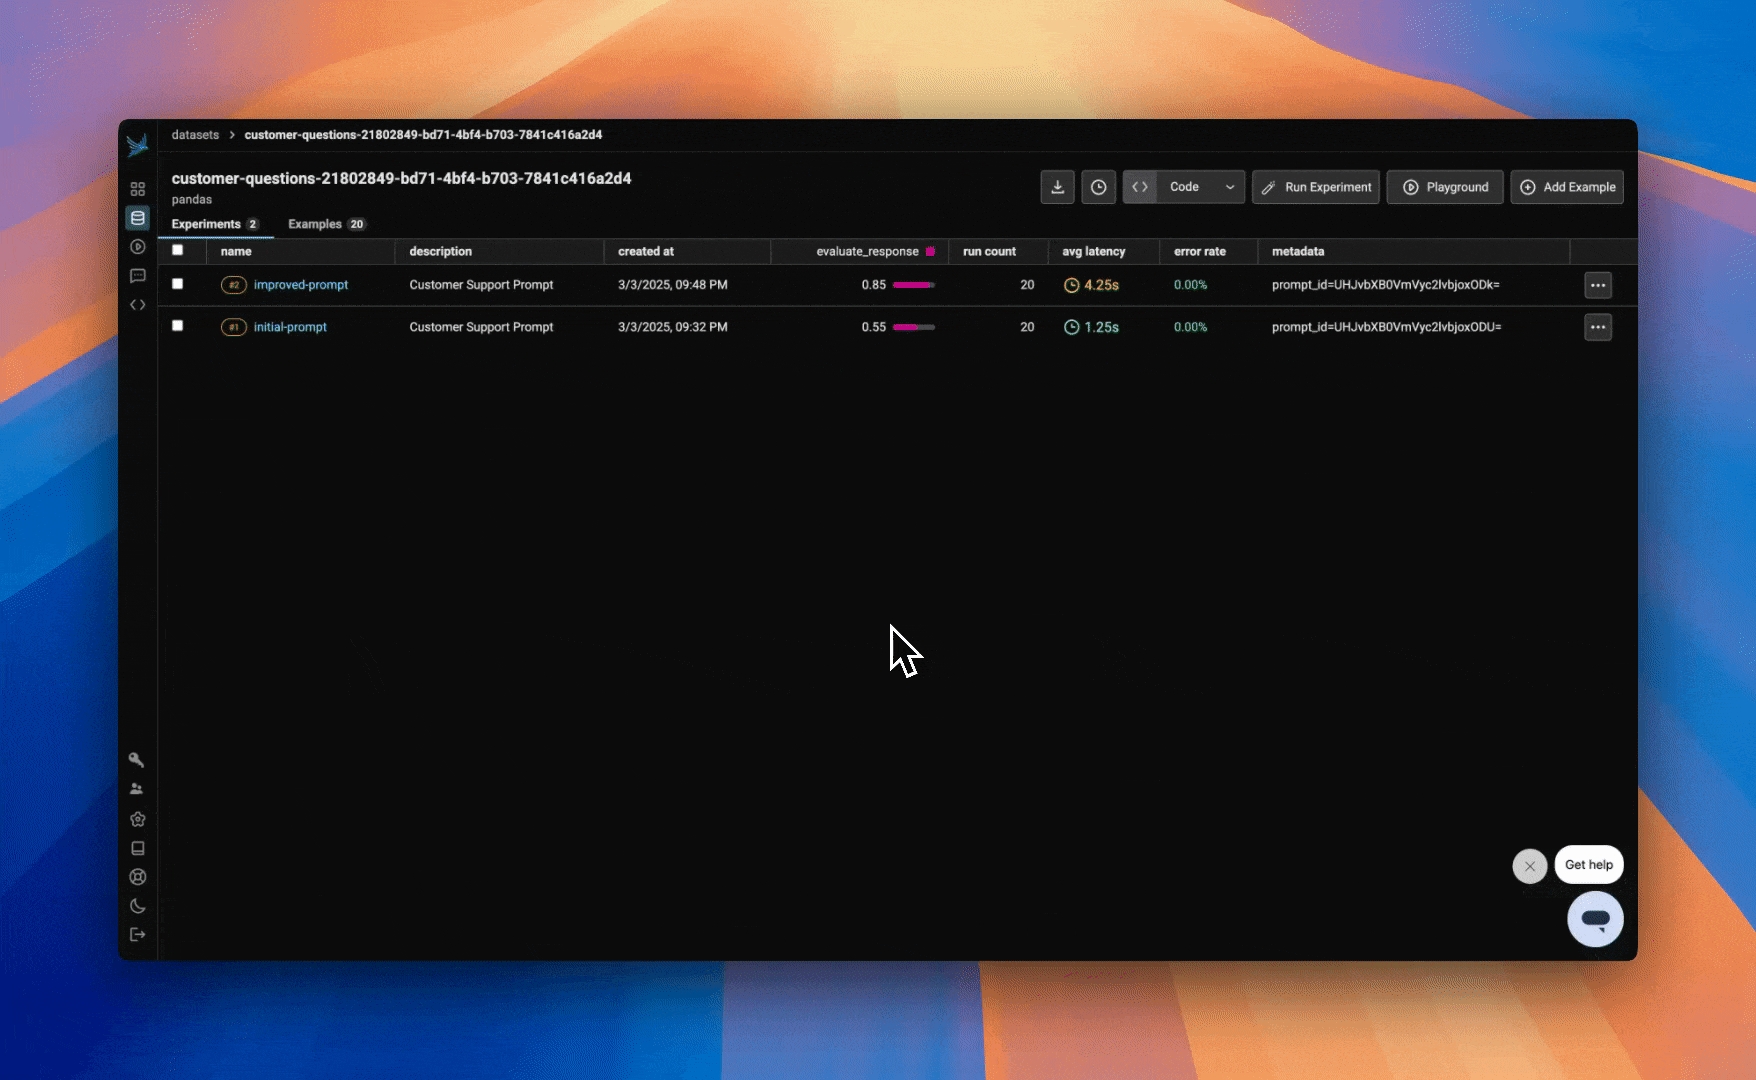 datasets > customer-questions-21802849-bd71-4bf4-b703-7841c416a2d4
customer-questions-21802849-bd71-4bf4-b703-7841c416a2d4
pandas
Code
Run Experiment
Playground
Add Example
Experiments 2 Examples 20
name description created at evaluate_response run count avg latency error rate metadata
#2 improved-prompt Customer Support Prompt 3/3/2025, 09:48 PM 0.85 20 4.25s 0.00% prompt_id=UHJvbXB0VmVyc2lvbjoxODk=
#1 initial-prompt Customer Support Prompt 3/3/2025, 09:32 PM 0.55 20 1.25s 0.00% prompt_id=UHJvbXB0VmVyc2lvbjoxODU=
Get help